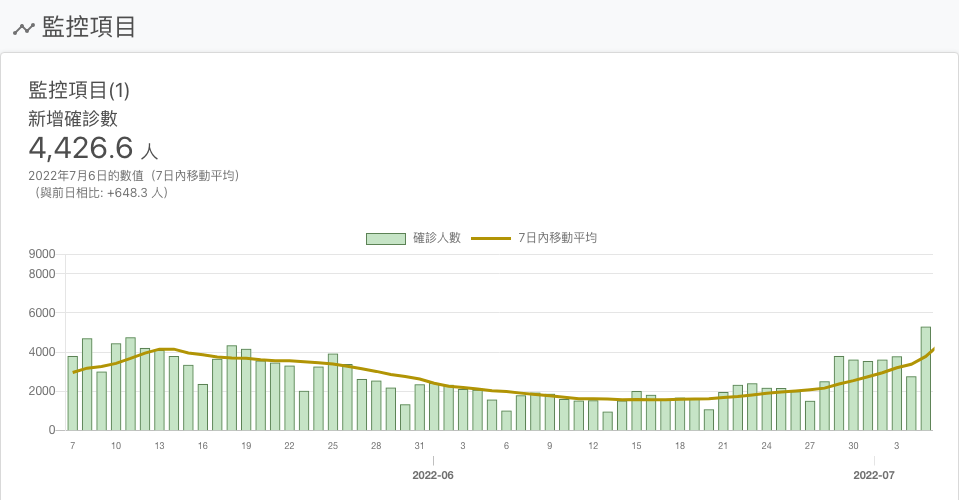 監控項目
監控項目(1)
新增確診數
4,426.6 人
2022年7月6日的數值（7日內移動平均）
（與前日相比: +648.3 人）
確診人數 7日內移動平均
9000
8000
6000
4000
2000
0
7 10 13 16 19 22 25 28 31 3 6 9 12 15 18 21 24 27 30 3
2022-06 2022-07